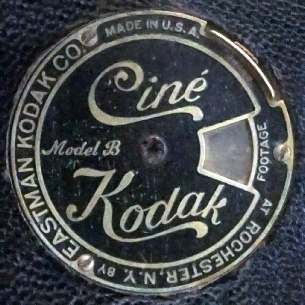 Ciné
Model B
Kodak
FOOTAGE
MADE IN U.S.A.
AT ROCHESTER, N.Y. BY EASTMAN KODAK CO.